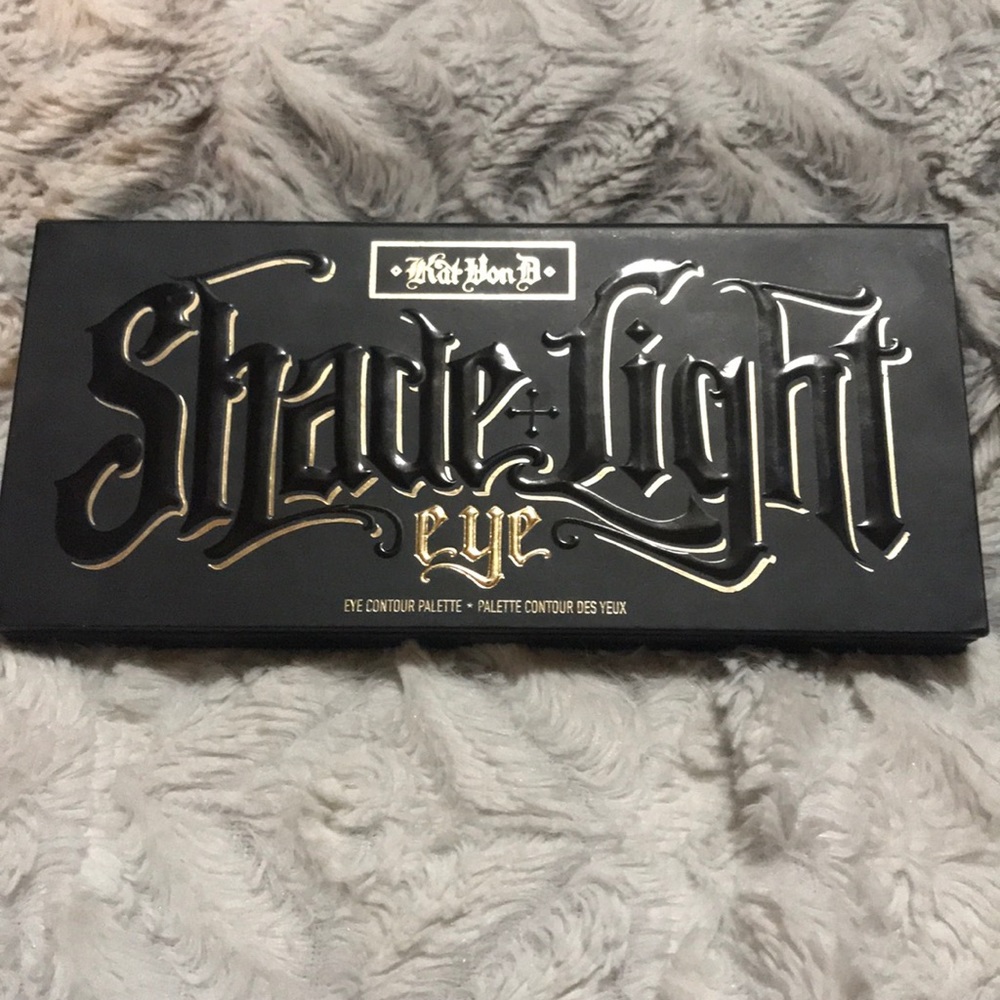 Kat Von D
Shade + Light
eye
EYE CONTOUR PALETTE • PALETTE CONTOUR DES YEUX